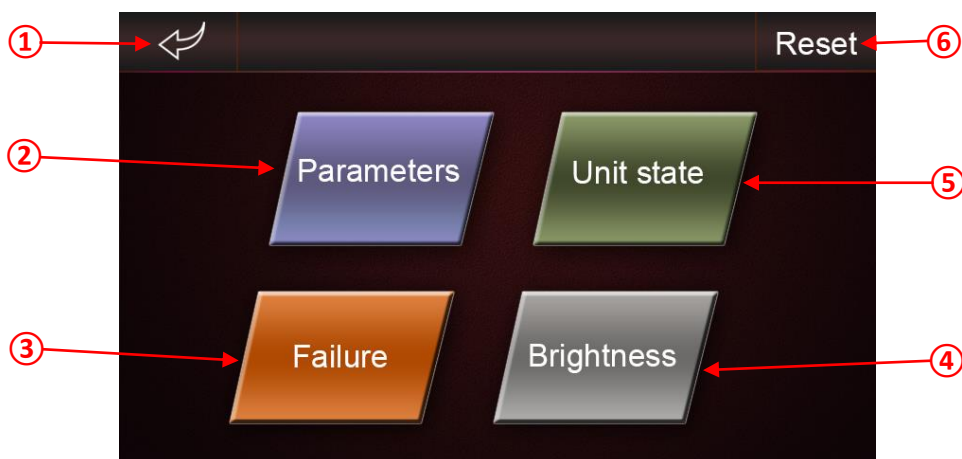 ① Reset ⑥
② Parameters Unit state ⑤
③ Failure Brightness ④